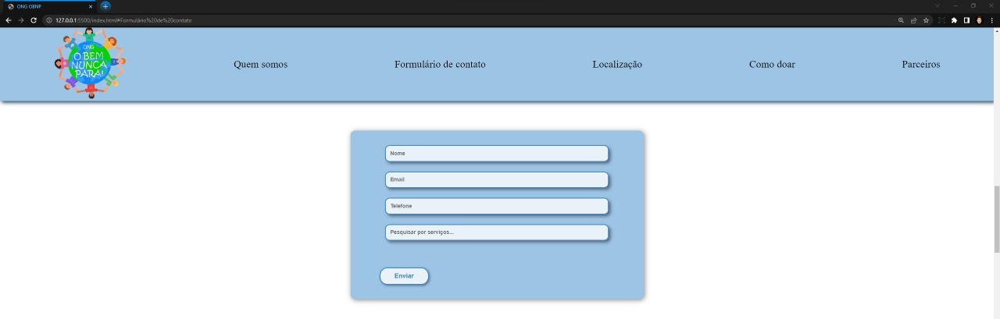 ONG OBNP
127.0.0.1:5500/index.html#Formulário%20de%20contato
ONG
O BEM
NUNCA
PARA!
Quem somos
Formulário de contato
Localização
Como doar
Parceiros
Nome
Email
Telefone
Pesquisar por serviços...
Enviar